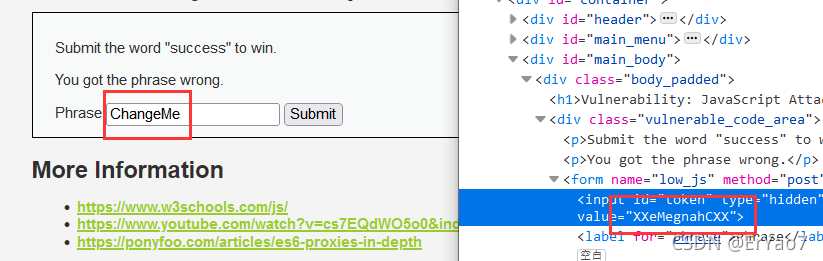 Submit the word "success" to win.
You got the phrase wrong.
Phrase ChangeMe Submit
More Information
https://www.w3schools.com/js/
https://www.youtube.com/watch?v=cs7EQdWO5o0&ind
https://ponyfoo.com/articles/es6-proxies-in-depth
<div id="container">
<div id="header"> ••• </div>
<div id="main_menu"> ••• </div>
<div id="main_body">
<div class="body_padded">
<h1>Vulnerability: JavaScript Attac
<div class="vulnerable_code_area">
<p>Submit the word "success" to w
<p>You got the phrase wrong.</p>
<form name="low_js" method="post"
<input id="token" type="hidden"
value="XXeMegnahCXX">
<label for="phrase">Phrase</label>
空白
CSDN @Errao7